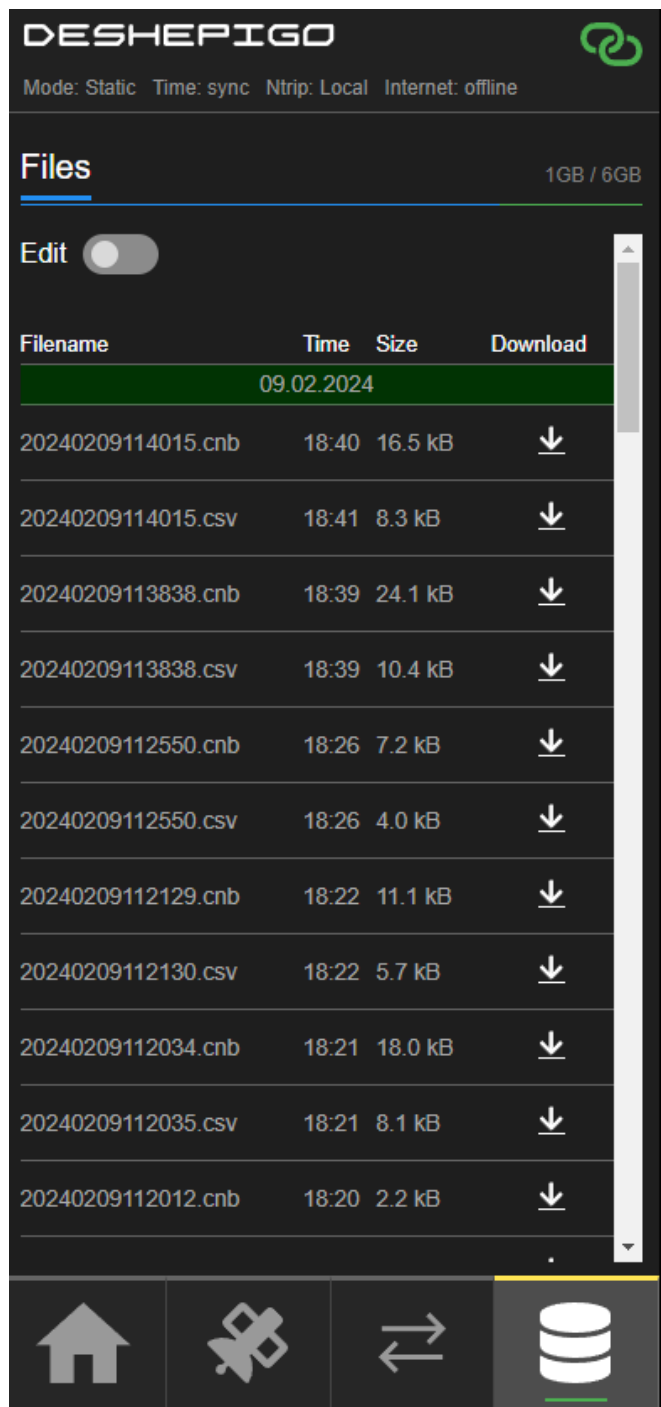 DESHEPIGO
Mode: Static Time: sync Ntrip: Local Internet: offline
Files 1GB / 6GB
Edit
Filename Time Size Download
09.02.2024
20240209114015.cnb 18:40 16.5 kB
20240209114015.csv 18:41 8.3 kB
20240209113838.cnb 18:39 24.1 kB
20240209113838.csv 18:39 10.4 kB
20240209112550.cnb 18:26 7.2 kB
20240209112550.csv 18:26 4.0 kB
20240209112129.cnb 18:22 11.1 kB
20240209112130.csv 18:22 5.7 kB
20240209112034.cnb 18:21 18.0 kB
20240209112035.csv 18:21 8.1 kB
20240209112012.cnb 18:20 2.2 kB